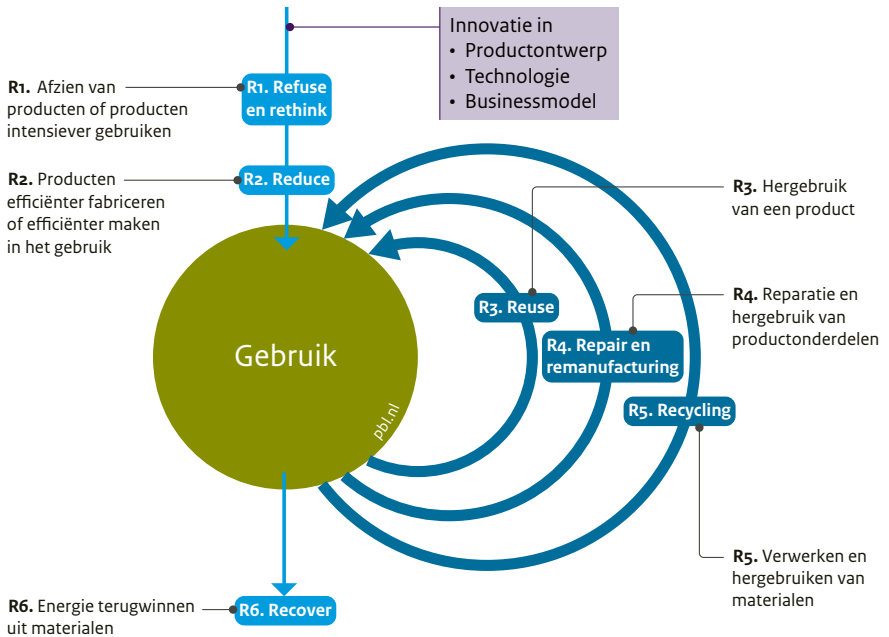 Innovatie in
• Productontwerp
• Technologie
• Businessmodel
R1. Afzien van
producten of producten
intensiever gebruiken
R1. Refuse
en rethink
R2. Producten
efficiënter fabriceren
of efficiënter maken
in het gebruik
R2. Reduce
R3. Hergebruik
van een product
R3. Reuse
R4. Reparatie en
hergebruik van
productonderdelen
R4. Repair en
remanufacturing
Gebruik
pbl.nl
R5. Recycling
R5. Verwerken en
hergebruiken van
materialen
R6. Energie terugwinnen
uit materialen
R6. Recover